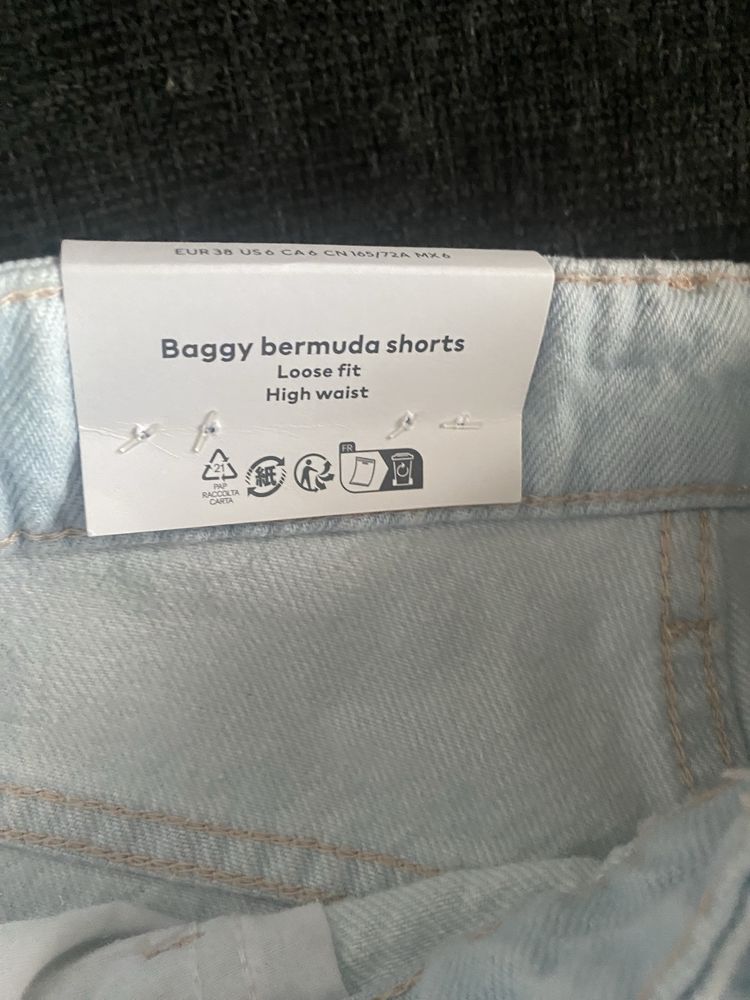 EUR 38 US 6 CA 6 CN 165/72A MX 6
Baggy bermuda shorts
Loose fit
High waist
FR
21
紙
PAP
RACCOLTA
CARTA